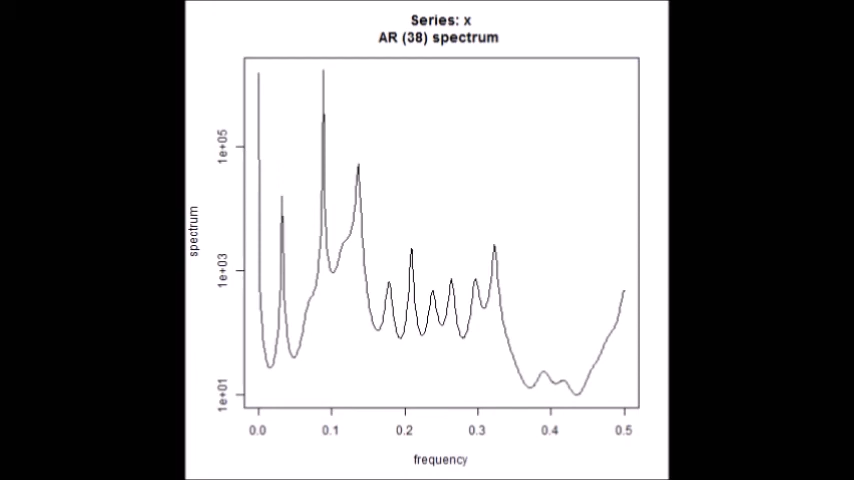 Series: x
AR (38) spectrum
1e+05
1e+03
1e+01
spectrum
0.0 0.1 0.2 0.3 0.4 0.5
frequency